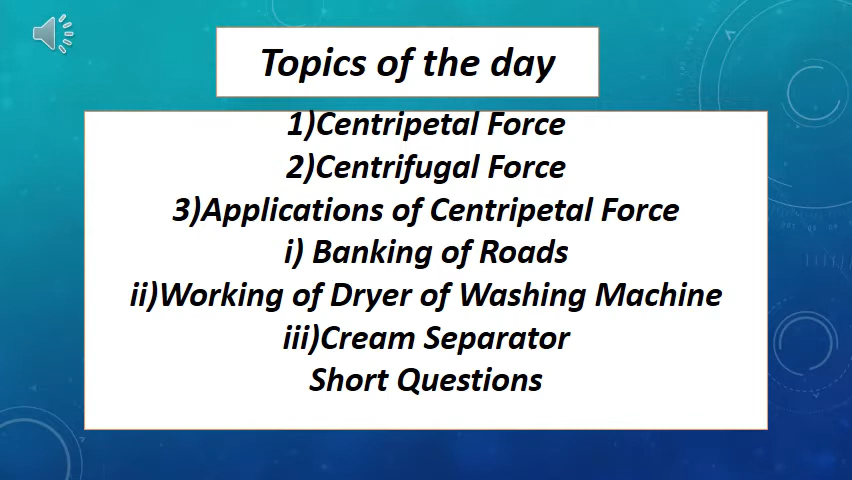 Topics of the day
1)Centripetal Force
2)Centrifugal Force
3)Applications of Centripetal Force
i) Banking of Roads
ii)Working of Dryer of Washing Machine
iii)Cream Separator
Short Questions